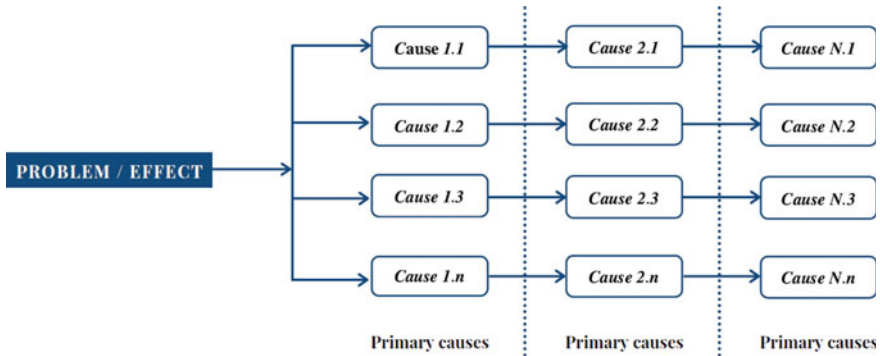 Cause 1.1 Cause 2.1 Cause N.1
Cause 1.2 Cause 2.2 Cause N.2
PROBLEM / EFFECT
Cause 1.3 Cause 2.3 Cause N.3
Cause 1.n Cause 2.n Cause N.n
Primary causes Primary causes Primary causes